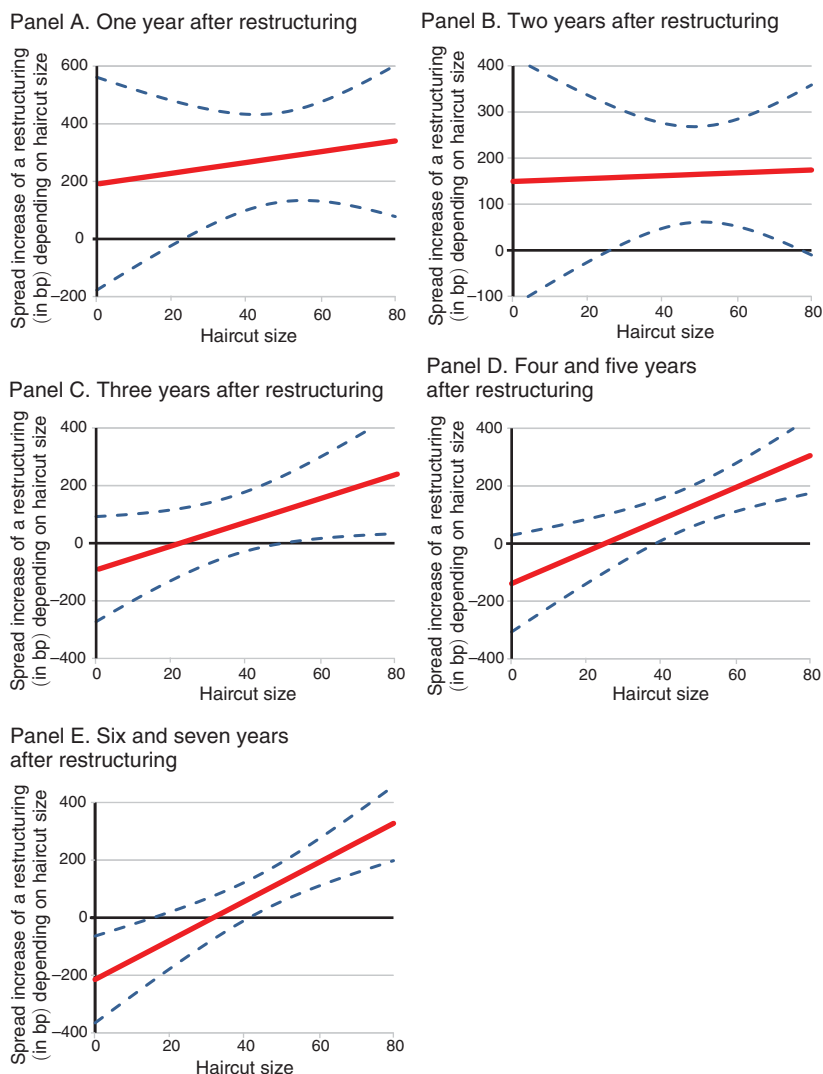 Panel A. One year after restructuring
Spread increase of a restructuring
(in bp) depending on haircut size
600
400
200
0
−200
0 20 40 60 80
Haircut size
Panel B. Two years after restructuring
Spread increase of a restructuring
(in bp) depending on haircut size
400
300
200
100
0
−100
0 20 40 60 80
Haircut size
Panel C. Three years after restructuring
Spread increase of a restructuring
(in bp) depending on haircut size
400
200
0
−200
−400
0 20 40 60 80
Haircut size
Panel D. Four and five years
after restructuring
Spread increase of a restructuring
(in bp) depending on haircut size
400
200
0
−200
−400
0 20 40 60 80
Haircut size
Panel E. Six and seven years
after restructuring
Spread increase of a restructuring
(in bp) depending on haircut size
400
200
0
−200
−400
0 20 40 60 80
Haircut size